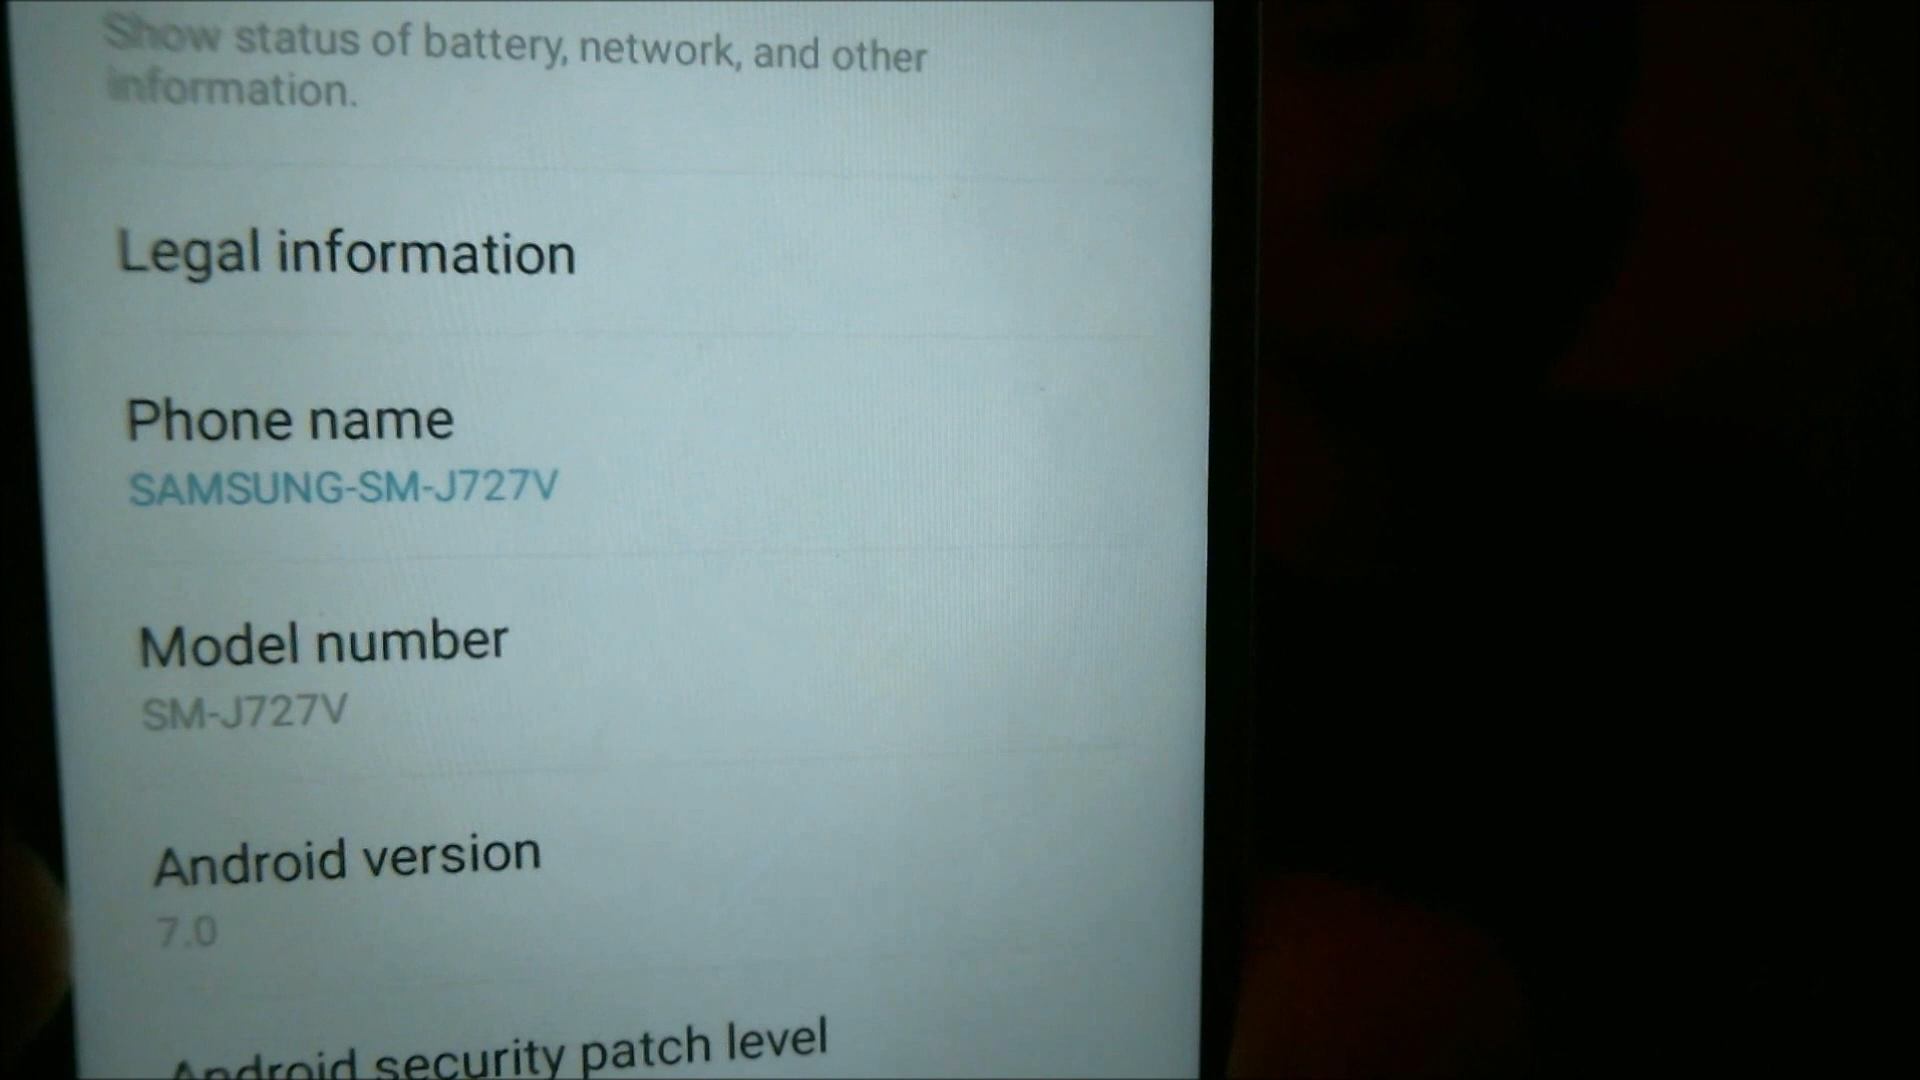 Show status of battery, network, and other
information.
Legal information
Phone name
SAMSUNG-SM-J727V
Model number
SM-J727V
Android version
7.0
Android security patch level